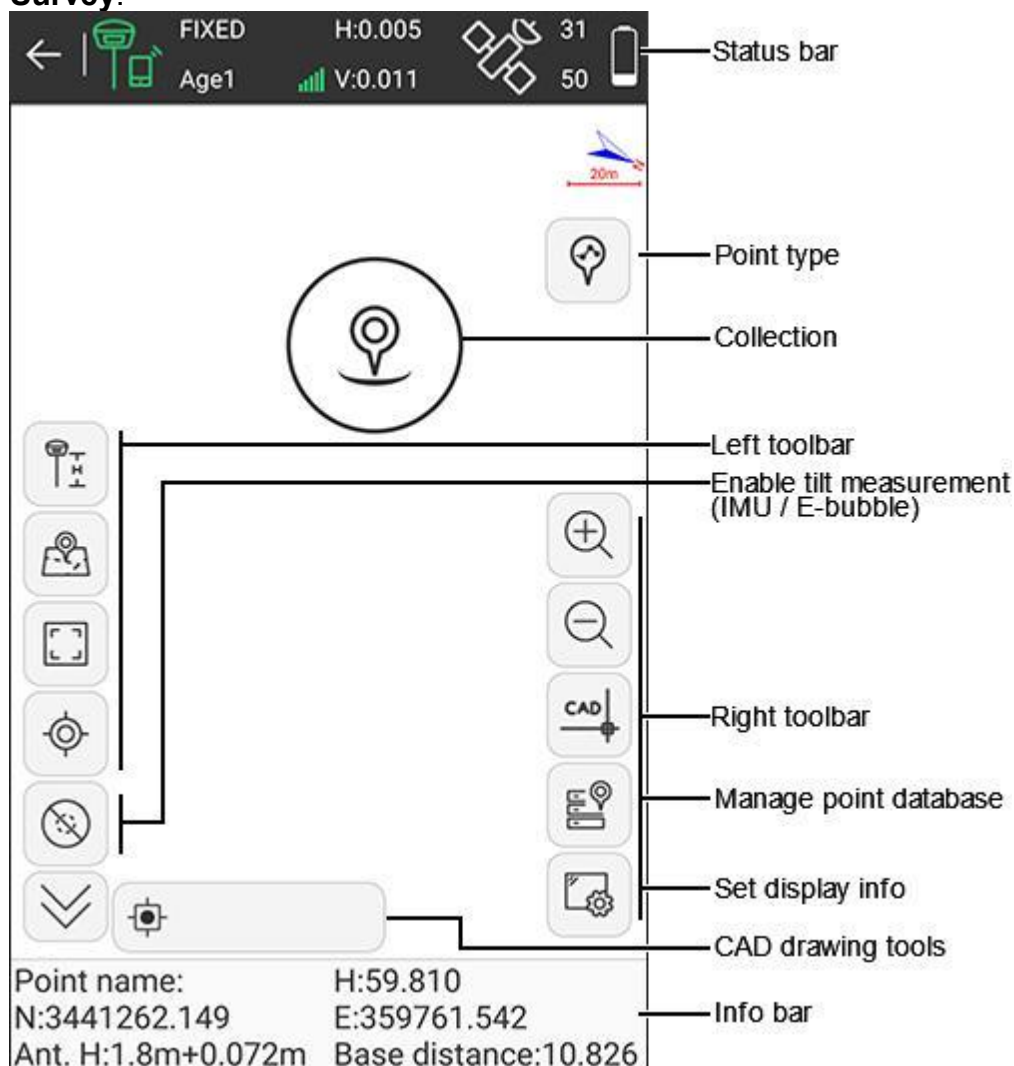 Survey.
FIXED H:0.005 31
Age1 V:0.011 50
Status bar
N
20m
Point type
Collection
Left toolbar
H
Enable tilt measurement
(IMU / E-bubble)
CAD
Right toolbar
Manage point database
Set display info
CAD drawing tools
Point name: H:59.810
N:3441262.149 E:359761.542
Info bar
Ant. H:1.8m+0.072m Base distance:10.826